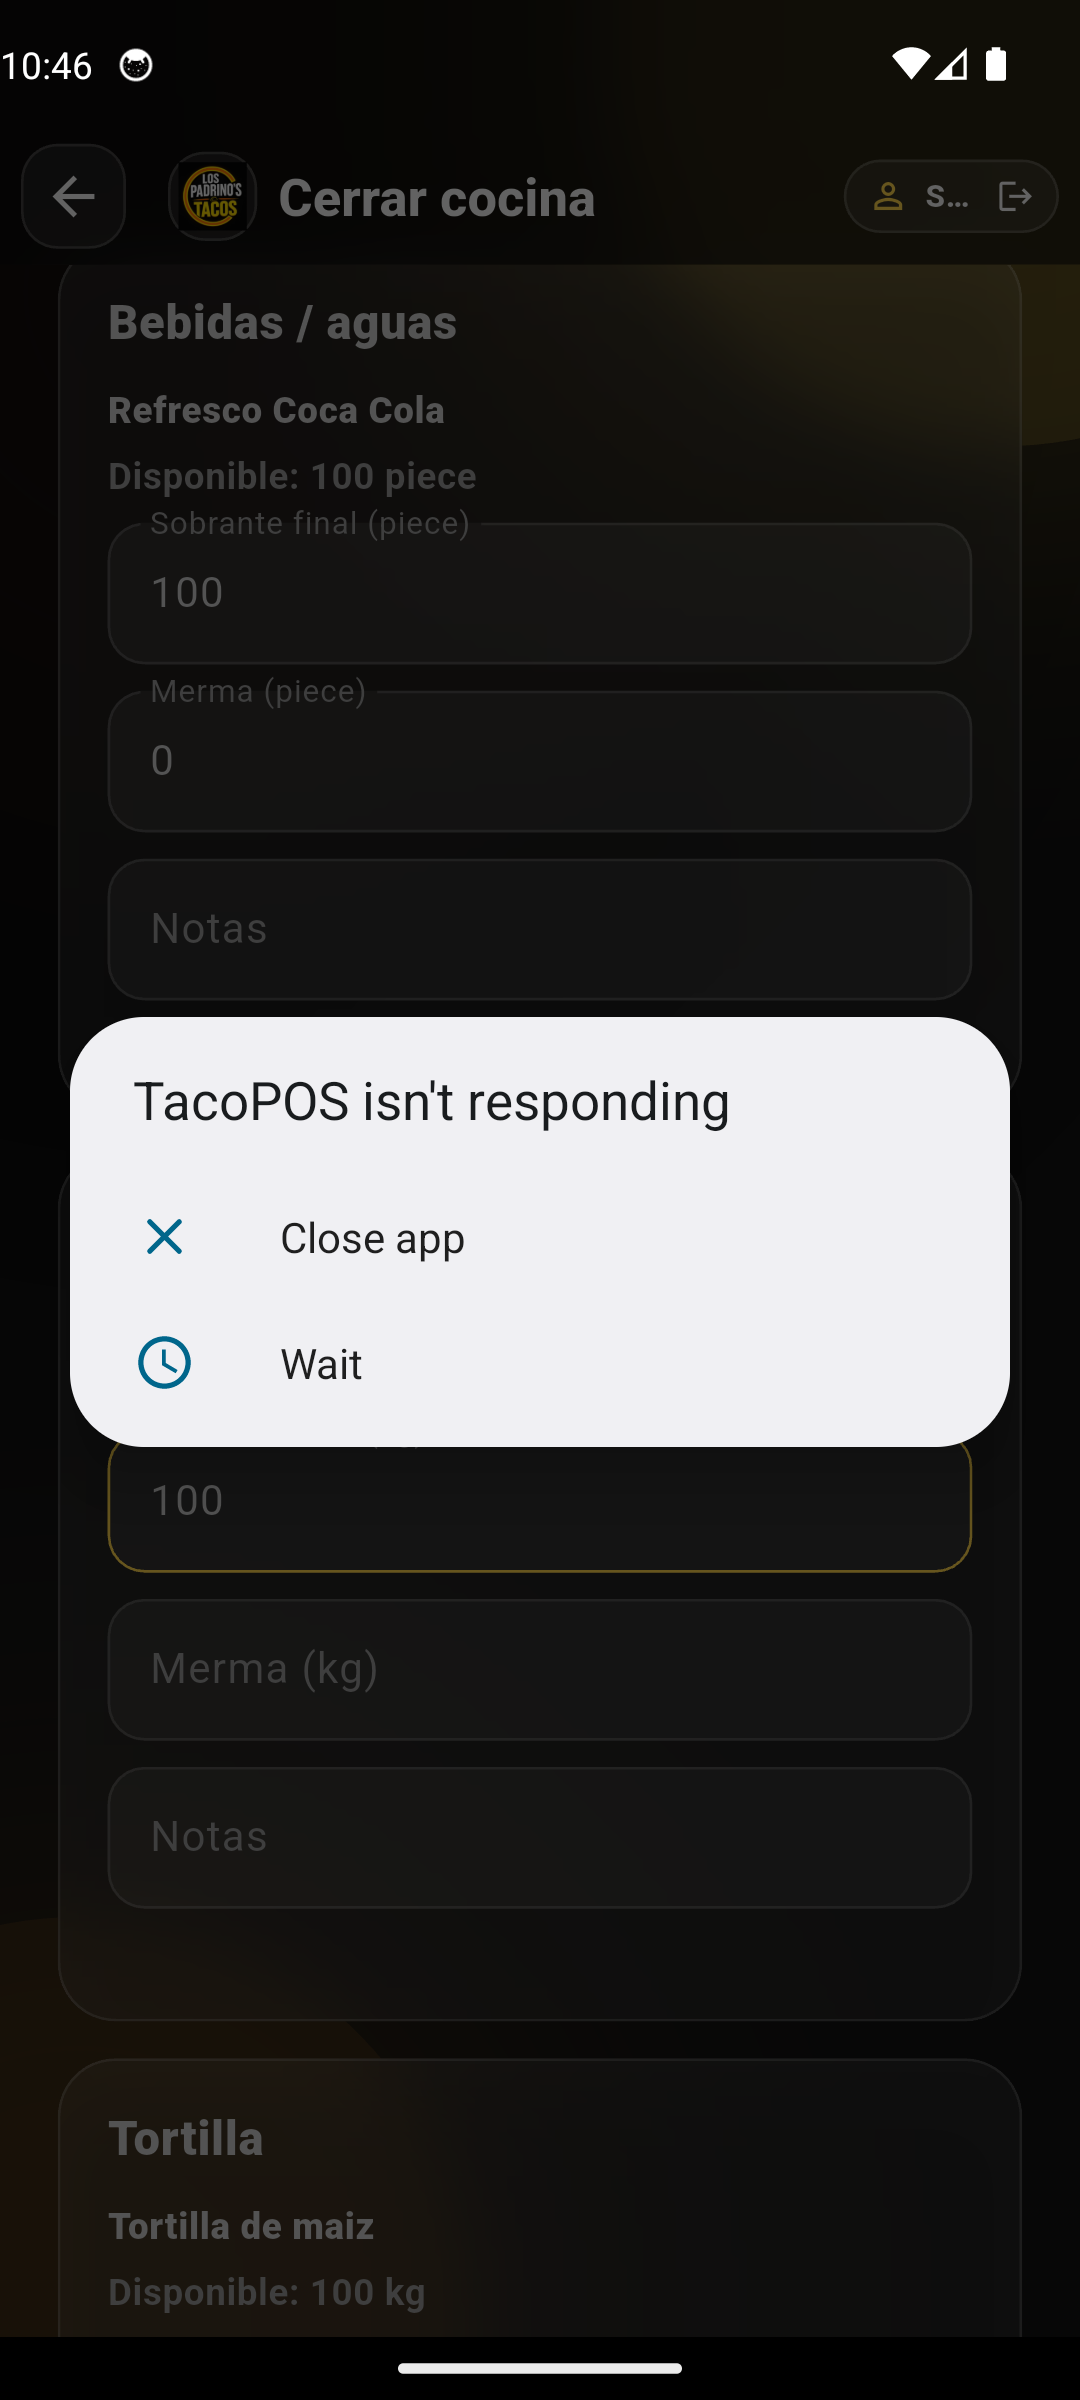 10:46
LOS
PADRINO'S
TACOS
Cerrar cocina
S...
Bebidas / aguas
Refresco Coca Cola
Disponible: 100 piece
Sobrante final (piece)
100
Merma (piece)
0
Notas
TacoPOS isn't responding
Close app
Wait
100
Merma (kg)
Notas
Tortilla
Tortilla de maiz
Disponible: 100 kg